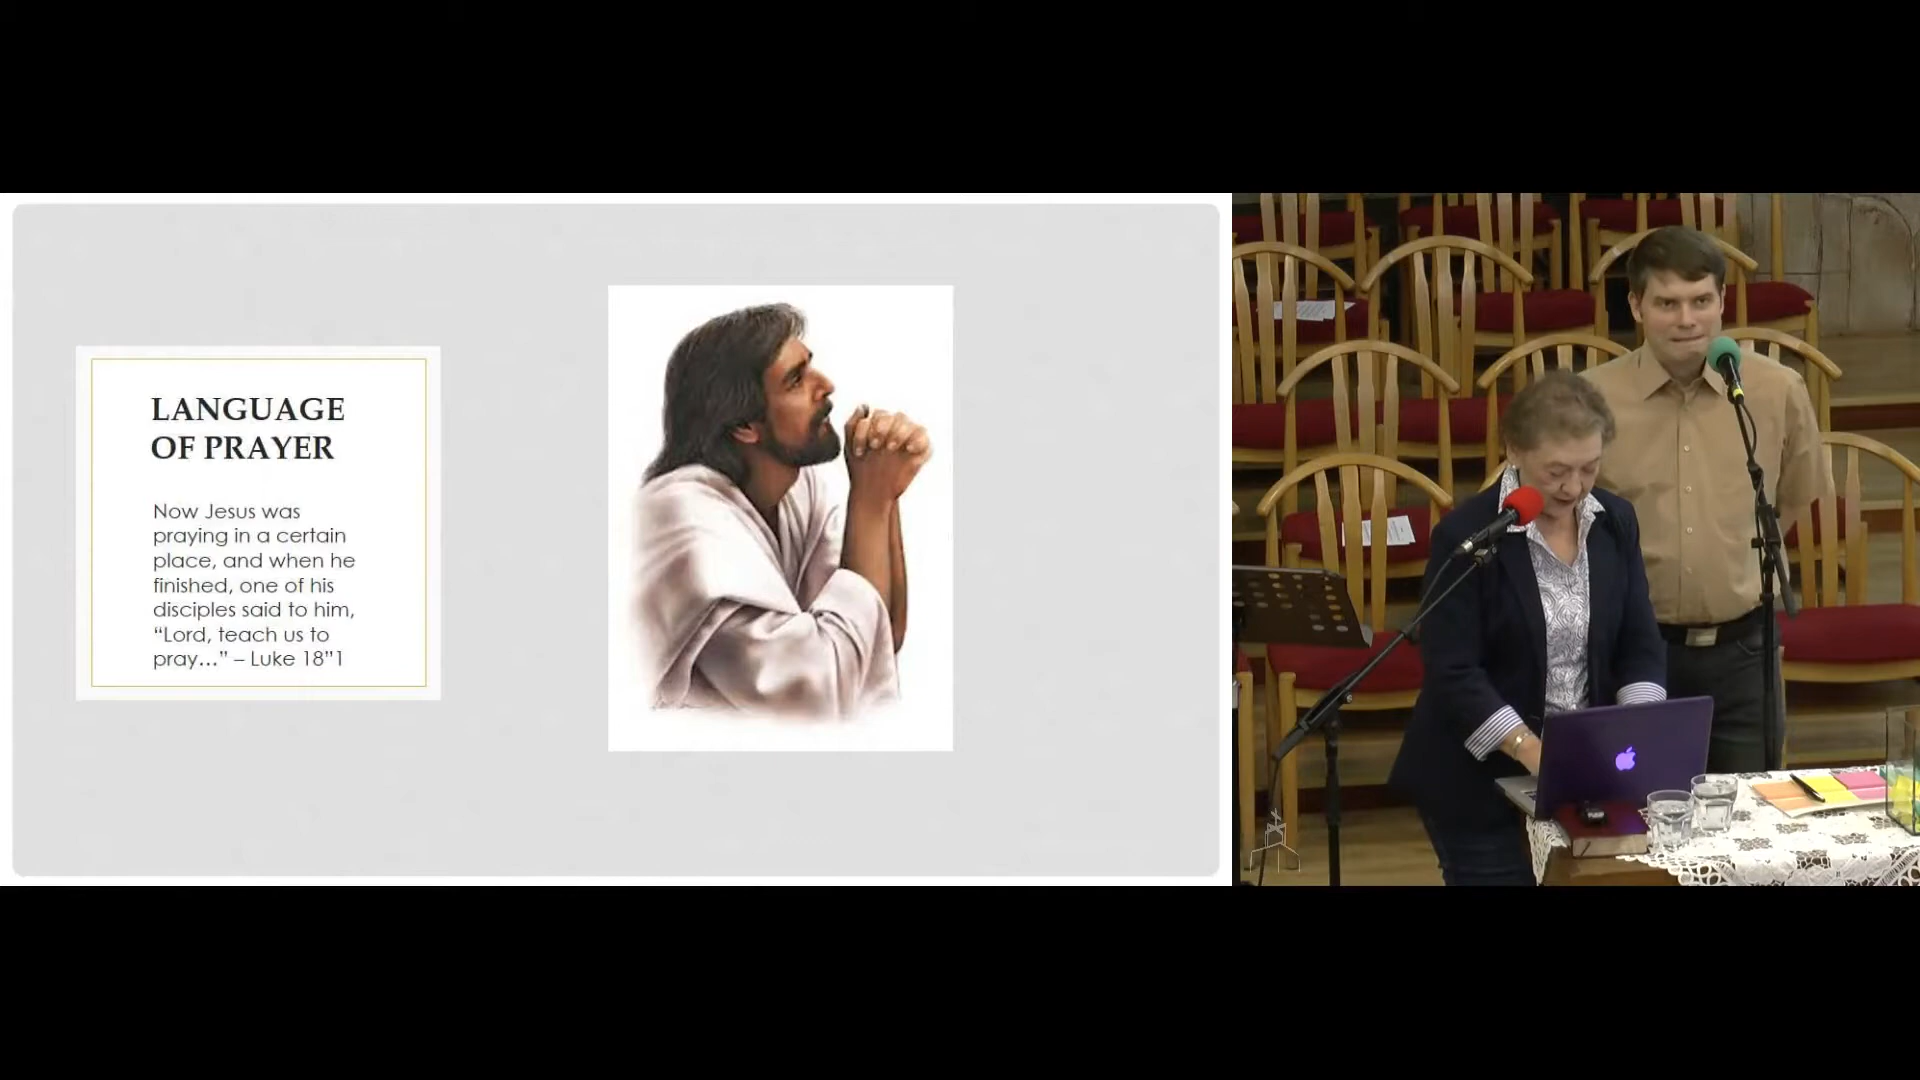 LANGUAGE
OF PRAYER
Now Jesus was
praying in a certain
place, and when he
finished, one of his
disciples said to him,
“Lord, teach us to
pray...” – Luke 18”1